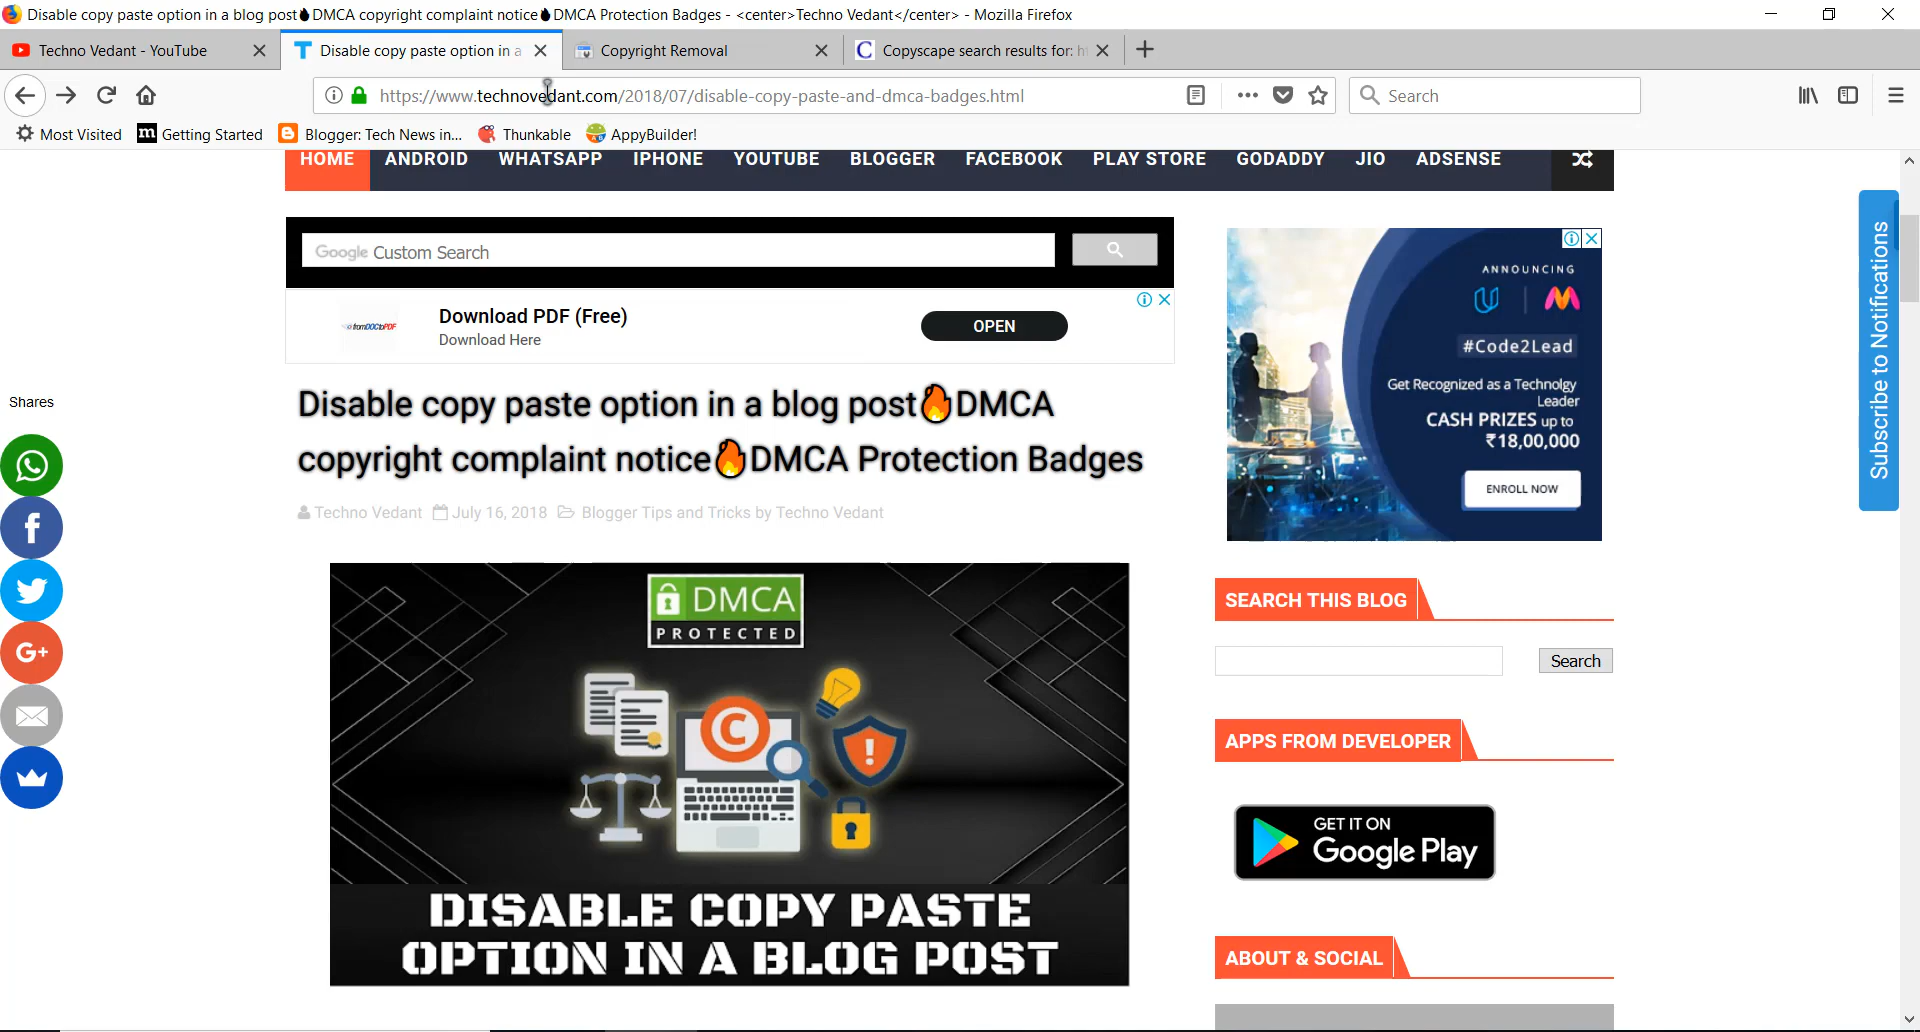 Disable copy paste option in a blog post🔥DMCA copyright complaint notice🔥DMCA Protection Badges - <center>Techno Vedant</center> - Mozilla Firefox
Techno Vedant - YouTube
Disable copy paste option in a
Copyright Removal
Copyscape search results for: h
https://www.technovedant.com/2018/07/disable-copy-paste-and-dmca-badges.html
Search
Most Visited
Getting Started
Blogger: Tech News in...
Thunkable
AppyBuilder!
HOME ANDROID WHATSAPP IPHONE YOUTUBE BLOGGER FACEBOOK PLAY STORE GODADDY JIO ADSENSE
Google Custom Search
fromDOCtoPDF
Download PDF (Free)
Download Here
OPEN
Disable copy paste option in a blog post🔥DMCA
copyright complaint notice🔥DMCA Protection Badges
Techno Vedant July 16, 2018 Blogger Tips and Tricks by Techno Vedant
Shares
G+
DMCA
PROTECTED
C
DISABLE COPY PASTE
OPTION IN A BLOG POST
ANNOUNCING
#Code2Lead
Get Recognized as a Technolgy
Leader
CASH PRIZES up to
₹18,00,000
ENROLL NOW
Subscribe to Notifications
SEARCH THIS BLOG
Search
APPS FROM DEVELOPER
GET IT ON
Google Play
ABOUT & SOCIAL